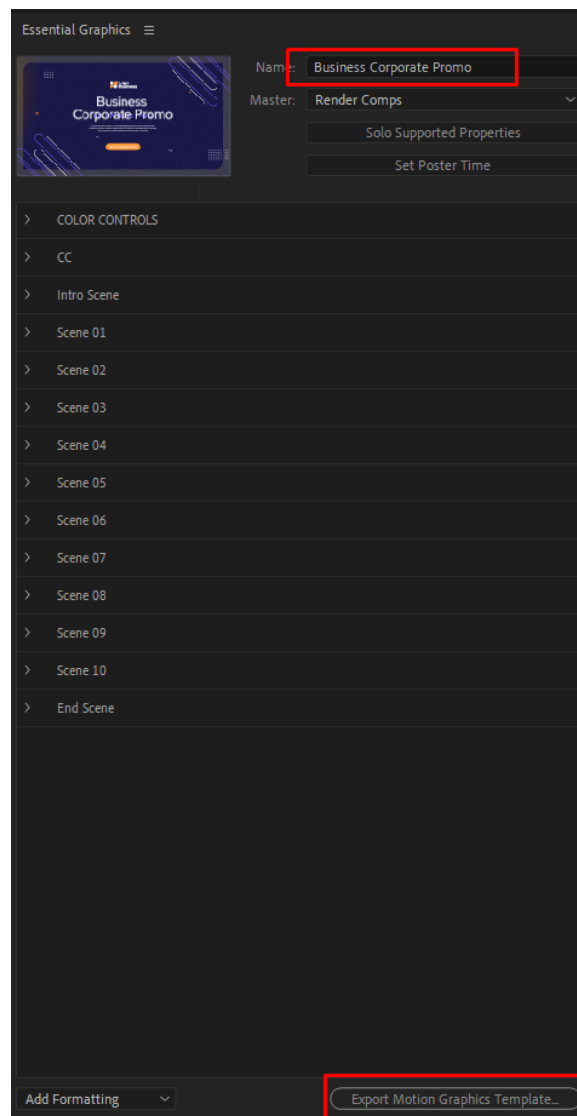 Essential Graphics
Name: Business Corporate Promo
Business
Corporate Promo
Master: Render Comps
Solo Supported Properties
Set Poster Time
COLOR CONTROLS
CC
Intro Scene
Scene 01
Scene 02
Scene 03
Scene 04
Scene 05
Scene 06
Scene 07
Scene 08
Scene 09
Scene 10
End Scene
Add Formatting
Export Motion Graphics Template...